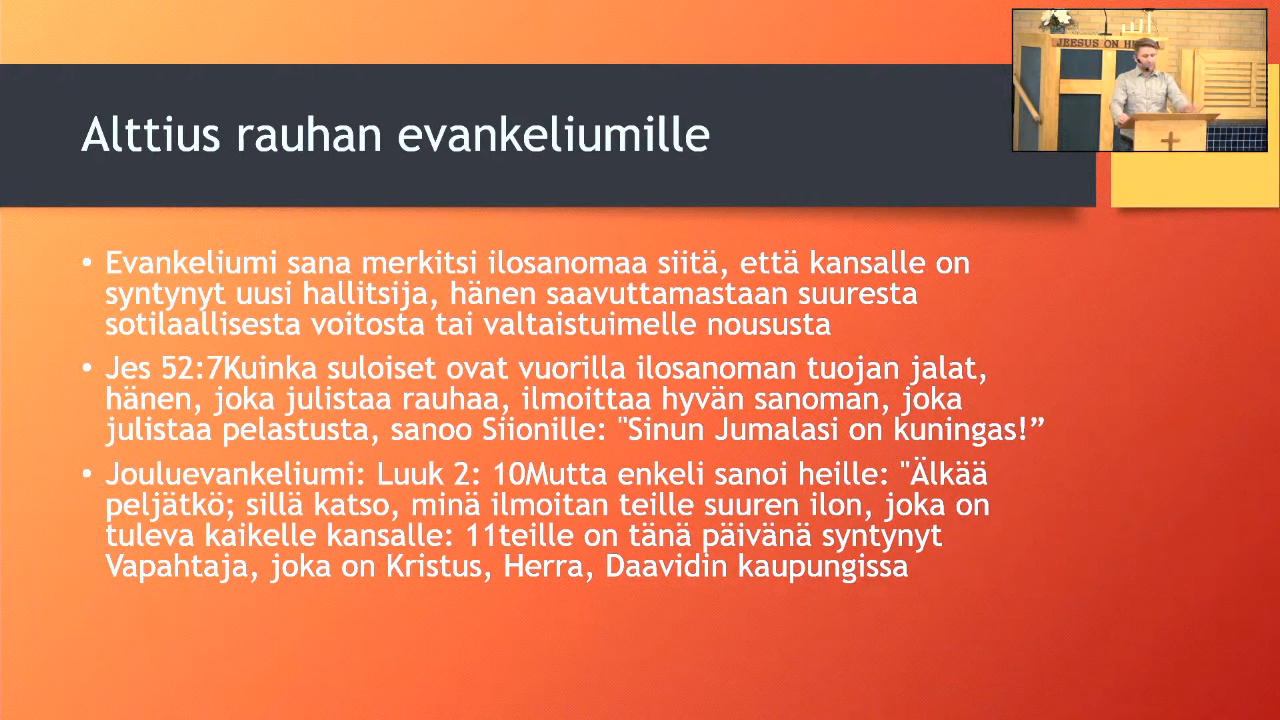 JEESUS ON
Alttius rauhan evankeliumille
• Evankeliumi sana merkitsi ilosanomaa siitä, että kansalle on
syntynyt uusi hallitsija, hänen saavuttamastaan suuresta
sotilaallisesta voitosta tai valtaistuimelle noususta
• Jes 52:7Kuinka suloiset ovat vuorilla ilosanoman tuojan jalat,
hänen, joka julistaa rauhaa, ilmoittaa hyvän sanoman, joka
julistaa pelastusta, sanoo Siionille: "Sinun Jumalasi on kuningas!”
• Jouluevankeliumi: Luuk 2: 10Mutta enkeli sanoi heille: "Älkää
peljätkö; sillä katso, minä ilmoitan teille suuren ilon, joka on
tuleva kaikelle kansalle: 11teille on tänä päivänä syntynyt
Vapahtaja, joka on Kristus, Herra, Daavidin kaupungissa